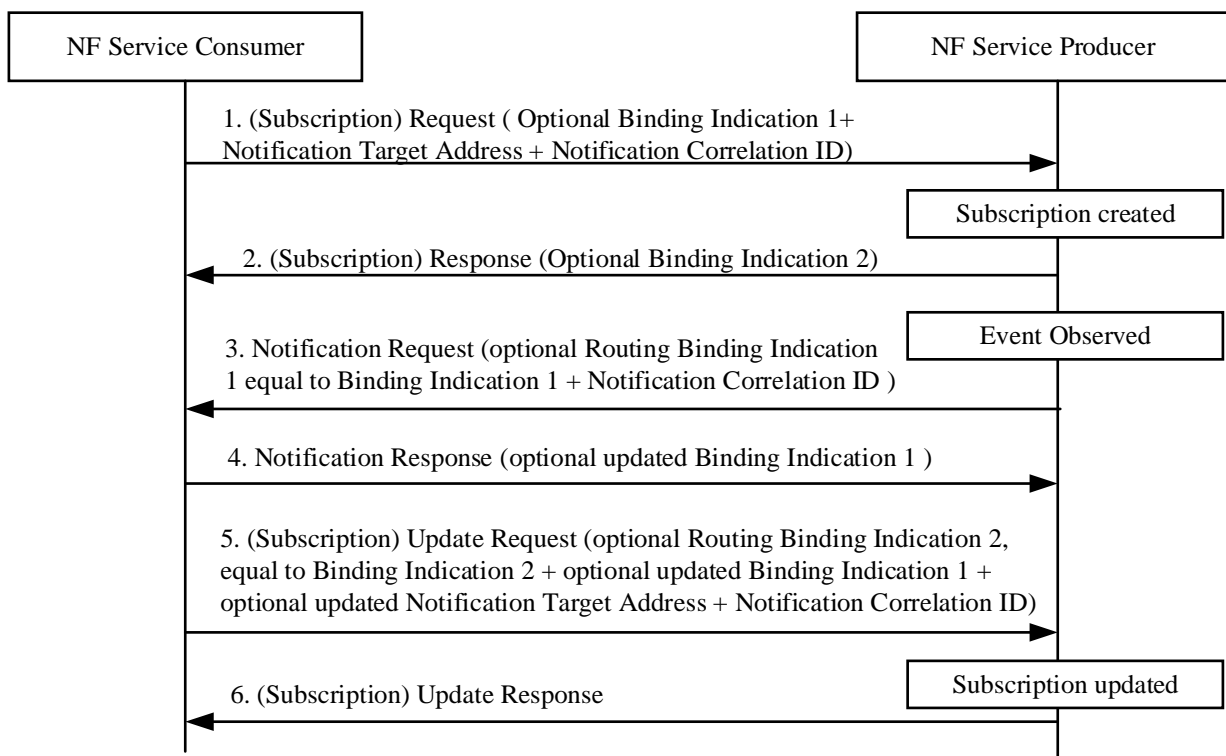 NF Service Consumer
NF Service Producer
1. (Subscription) Request ( Optional Binding Indication 1+
Notification Target Address + Notification Correlation ID)
Subscription created
2. (Subscription) Response (Optional Binding Indication 2)
Event Observed
3. Notification Request (optional Routing Binding Indication
1 equal to Binding Indication 1 + Notification Correlation ID )
4. Notification Response (optional updated Binding Indication 1 )
5. (Subscription) Update Request (optional Routing Binding Indication 2,
equal to Binding Indication 2 + optional updated Binding Indication 1 +
optional updated Notification Target Address + Notification Correlation ID)
Subscription updated
6. (Subscription) Update Response